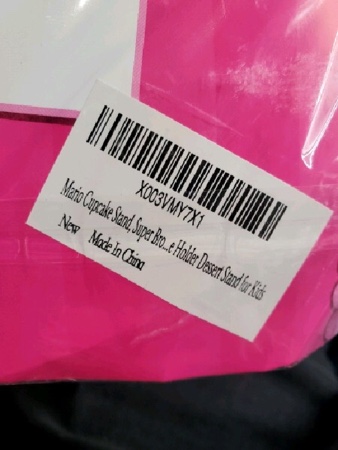 X003VMY7X1
Mario Cupcake Stand, Super Bro...e Holder Dessert Stand for Kids
New Made In China